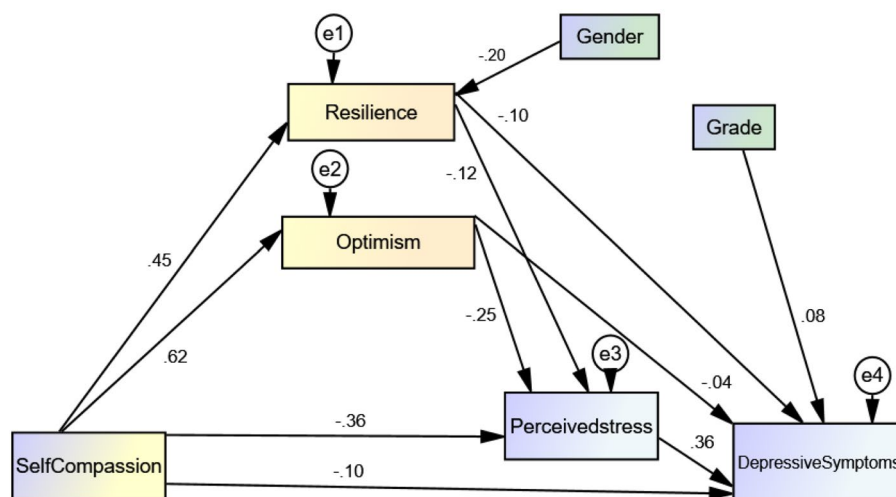 e1
Gender
-.20
Resilience
-.10
Grade
-.12
e2
Optimism
.45
.62
-.25
.08
e3
-.04
e4
-.36
Perceivedstress
.36
SelfCompassion
DepressiveSymptoms
-.10